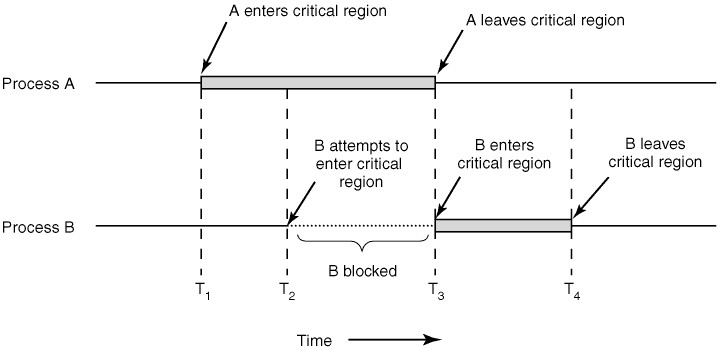 A enters critical region
A leaves critical region
Process A
B attempts to
enter critical
region
B enters
critical region
B leaves
critical region
Process B
B blocked
T1
T2
T3
T4
Time